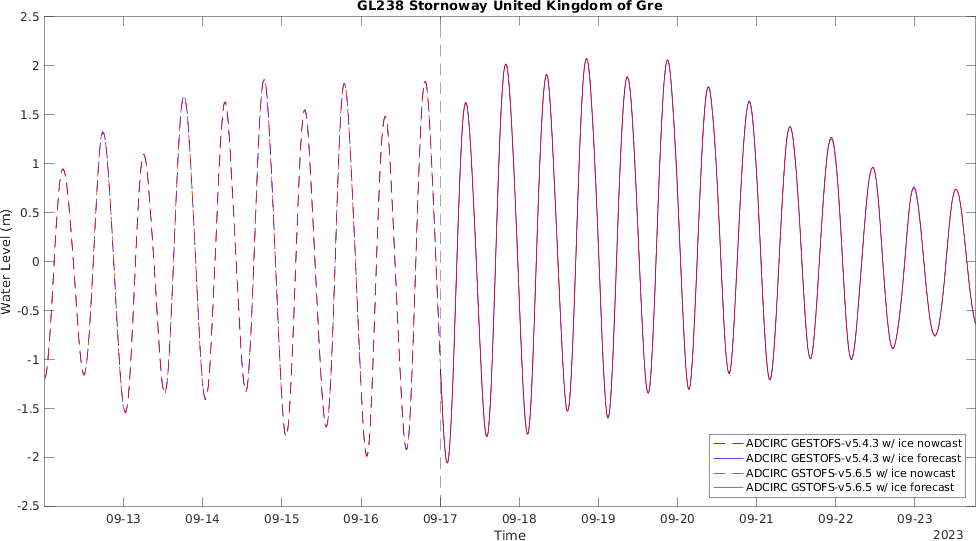 GL238 Stornoway United Kingdom of Gre
2.5
2
1.5
1
0.5
0
-0.5
-1
-1.5
-2
-2.5
Water Level (m)
ADCIRC GESTOFS-v5.4.3 w/ ice nowcast
ADCIRC GESTOFS-v5.4.3 w/ ice forecast
ADCIRC GSTOFS-v5.6.5 w/ ice nowcast
ADCIRC GSTOFS-v5.6.5 w/ ice forecast
09-13 09-14 09-15 09-16 09-17 09-18 09-19 09-20 09-21 09-22 09-23
Time
2023